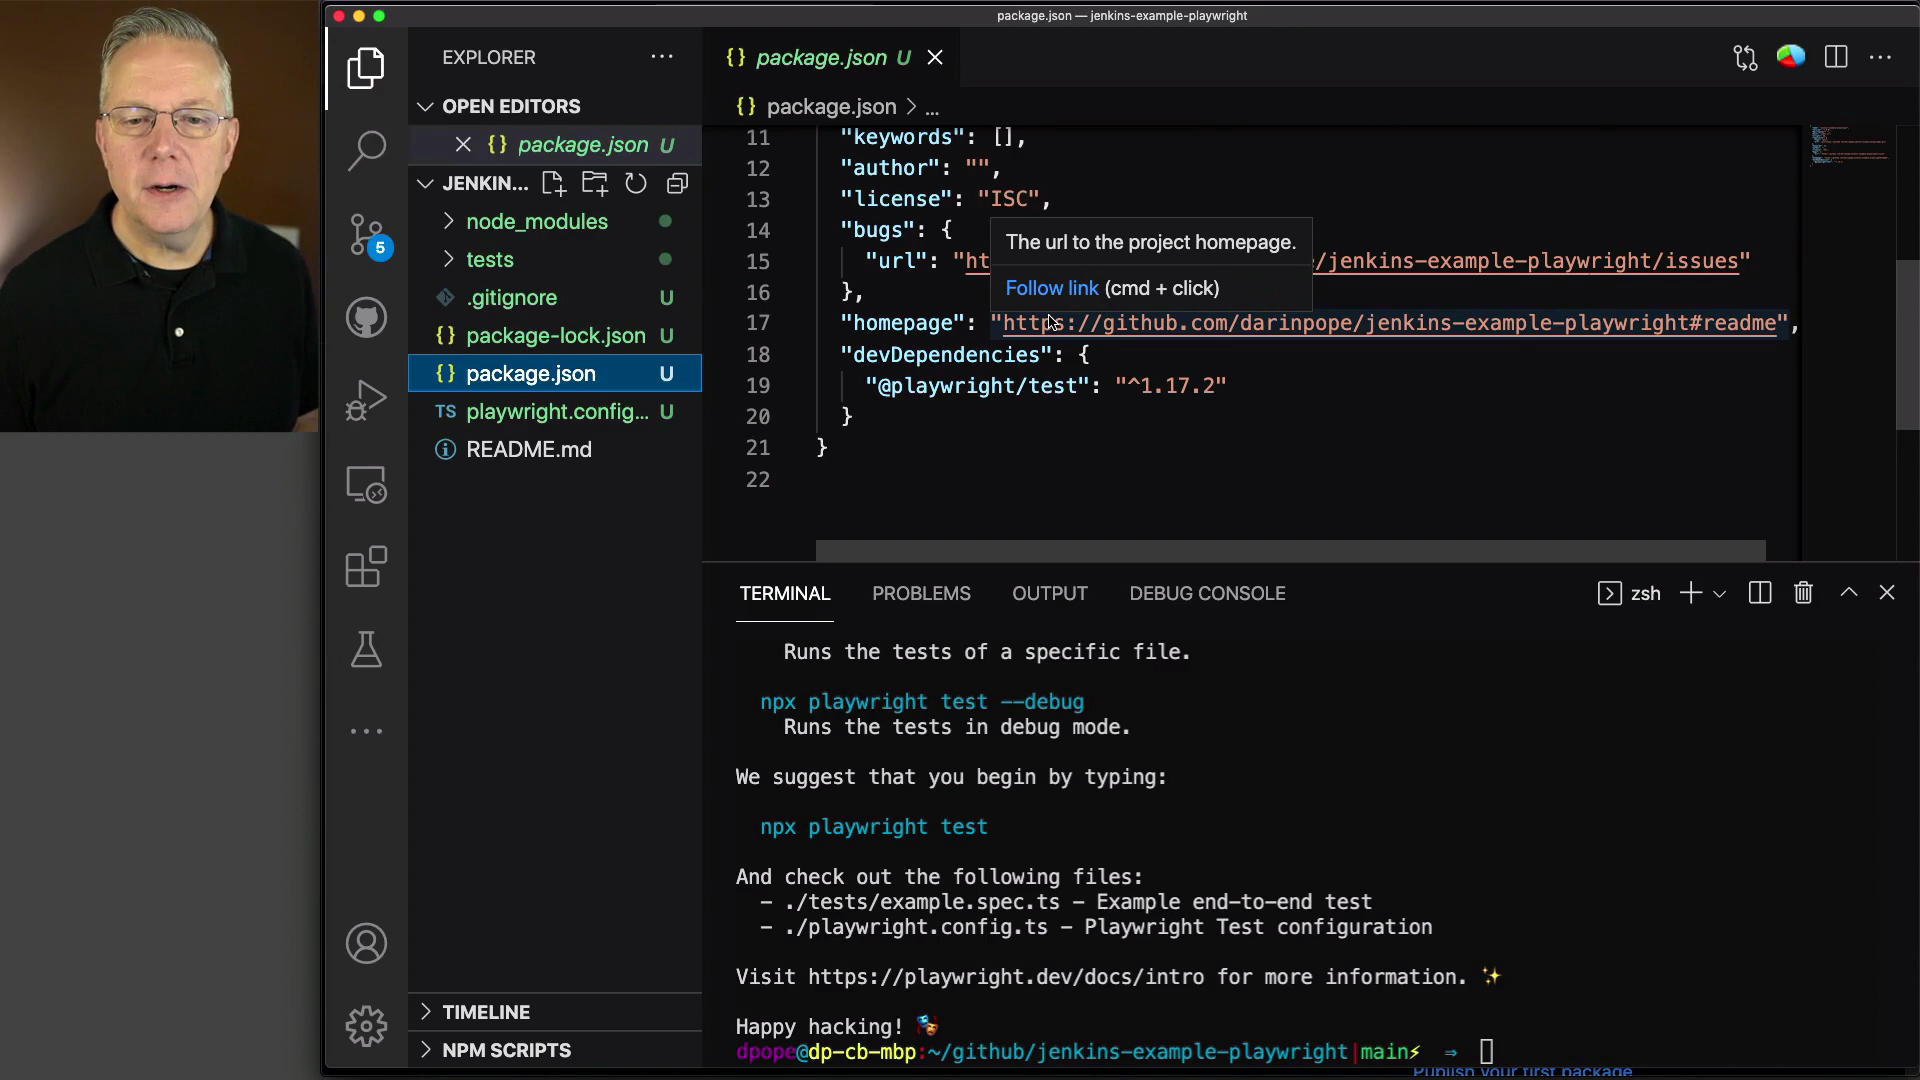 package.json — jenkins-example-playwright
EXPLORER
package.json U
OPEN EDITORS
package.json > ...
package.json U
JENKIN...
node_modules
tests
.gitignore U
package-lock.json U
package.json U
TS playwright.config... U
README.md
11 "keywords": [],
12 "author": "",
13 "license": "ISC",
14 "bugs": {
The url to the project homepage.
15 "url": "ht /jenkins-example-playwright/issues"
Follow link (cmd + click)
16 },
17 "homepage": "https://github.com/darinpope/jenkins-example-playwright#readme",
18 "devDependencies": {
19 "@playwright/test": "^1.17.2"
20 }
21 }
22
5
TERMINAL PROBLEMS OUTPUT DEBUG CONSOLE zsh
Runs the tests of a specific file.
npx playwright test --debug
Runs the tests in debug mode.
We suggest that you begin by typing:
npx playwright test
And check out the following files:
- ./tests/example.spec.ts - Example end-to-end test
- ./playwright.config.ts - Playwright Test configuration
Visit https://playwright.dev/docs/intro for more information. ✨
Happy hacking! 🎭
dpope@dp-cb-mbp:~/github/jenkins-example-playwright|main⚡ ⇒
TIMELINE
NPM SCRIPTS
Publish your first package